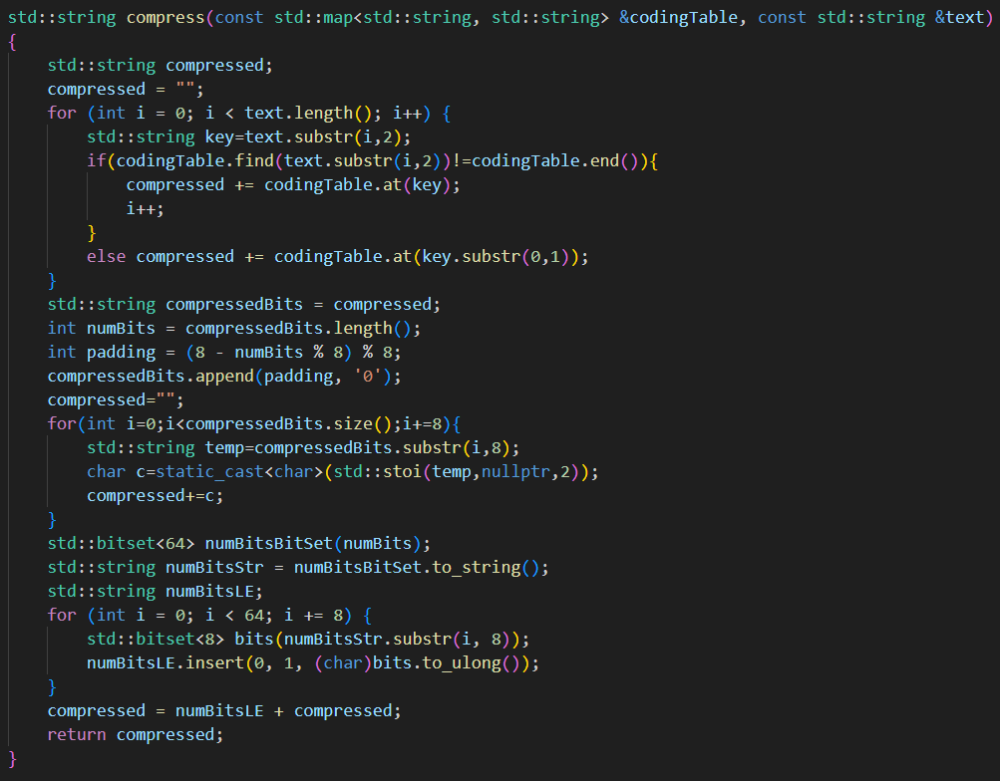 std::string compress(const std::map<std::string, std::string> &codingTable, const std::string &text)
{
    std::string compressed;
    compressed = "";
    for (int i = 0; i < text.length(); i++) {
        std::string key=text.substr(i,2);
        if(codingTable.find(text.substr(i,2))!=codingTable.end()){
            compressed += codingTable.at(key);
            i++;
        }
        else compressed += codingTable.at(key.substr(0,1));
    }
    std::string compressedBits = compressed;
    int numBits = compressedBits.length();
    int padding = (8 - numBits % 8) % 8;
    compressedBits.append(padding, '0');
    compressed="";
    for(int i=0;i<compressedBits.size();i+=8){
        std::string temp=compressedBits.substr(i,8);
        char c=static_cast<char>(std::stoi(temp,nullptr,2));
        compressed+=c;
    }
    std::bitset<64> numBitsBitSet(numBits);
    std::string numBitsStr = numBitsBitSet.to_string();
    std::string numBitsLE;
    for (int i = 0; i < 64; i += 8) {
        std::bitset<8> bits(numBitsStr.substr(i, 8));
        numBitsLE.insert(0, 1, (char)bits.to_ulong());
    }
    compressed = numBitsLE + compressed;
    return compressed;
}